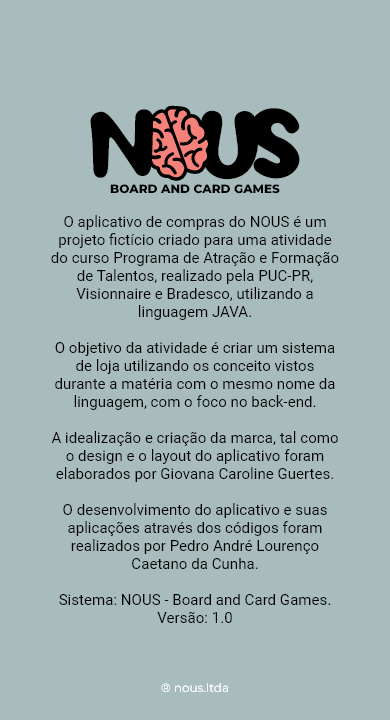 NOUS
BOARD AND CARD GAMES
O aplicativo de compras do NOUS é um
projeto fictício criado para uma atividade
do curso Programa de Atração e Formação
de Talentos, realizado pela PUC-PR,
Visionnaire e Bradesco, utilizando a
linguagem JAVA.
O objetivo da atividade é criar um sistema
de loja utilizando os conceito vistos
durante a matéria com o mesmo nome da
linguagem, com o foco no back-end.
A idealização e criação da marca, tal como
o design e o layout do aplicativo foram
elaborados por Giovana Caroline Guertes.
O desenvolvimento do aplicativo e suas
aplicações através dos códigos foram
realizados por Pedro André Lourenço
Caetano da Cunha.
Sistema: NOUS - Board and Card Games.
Versão: 1.0
® nous.ltda